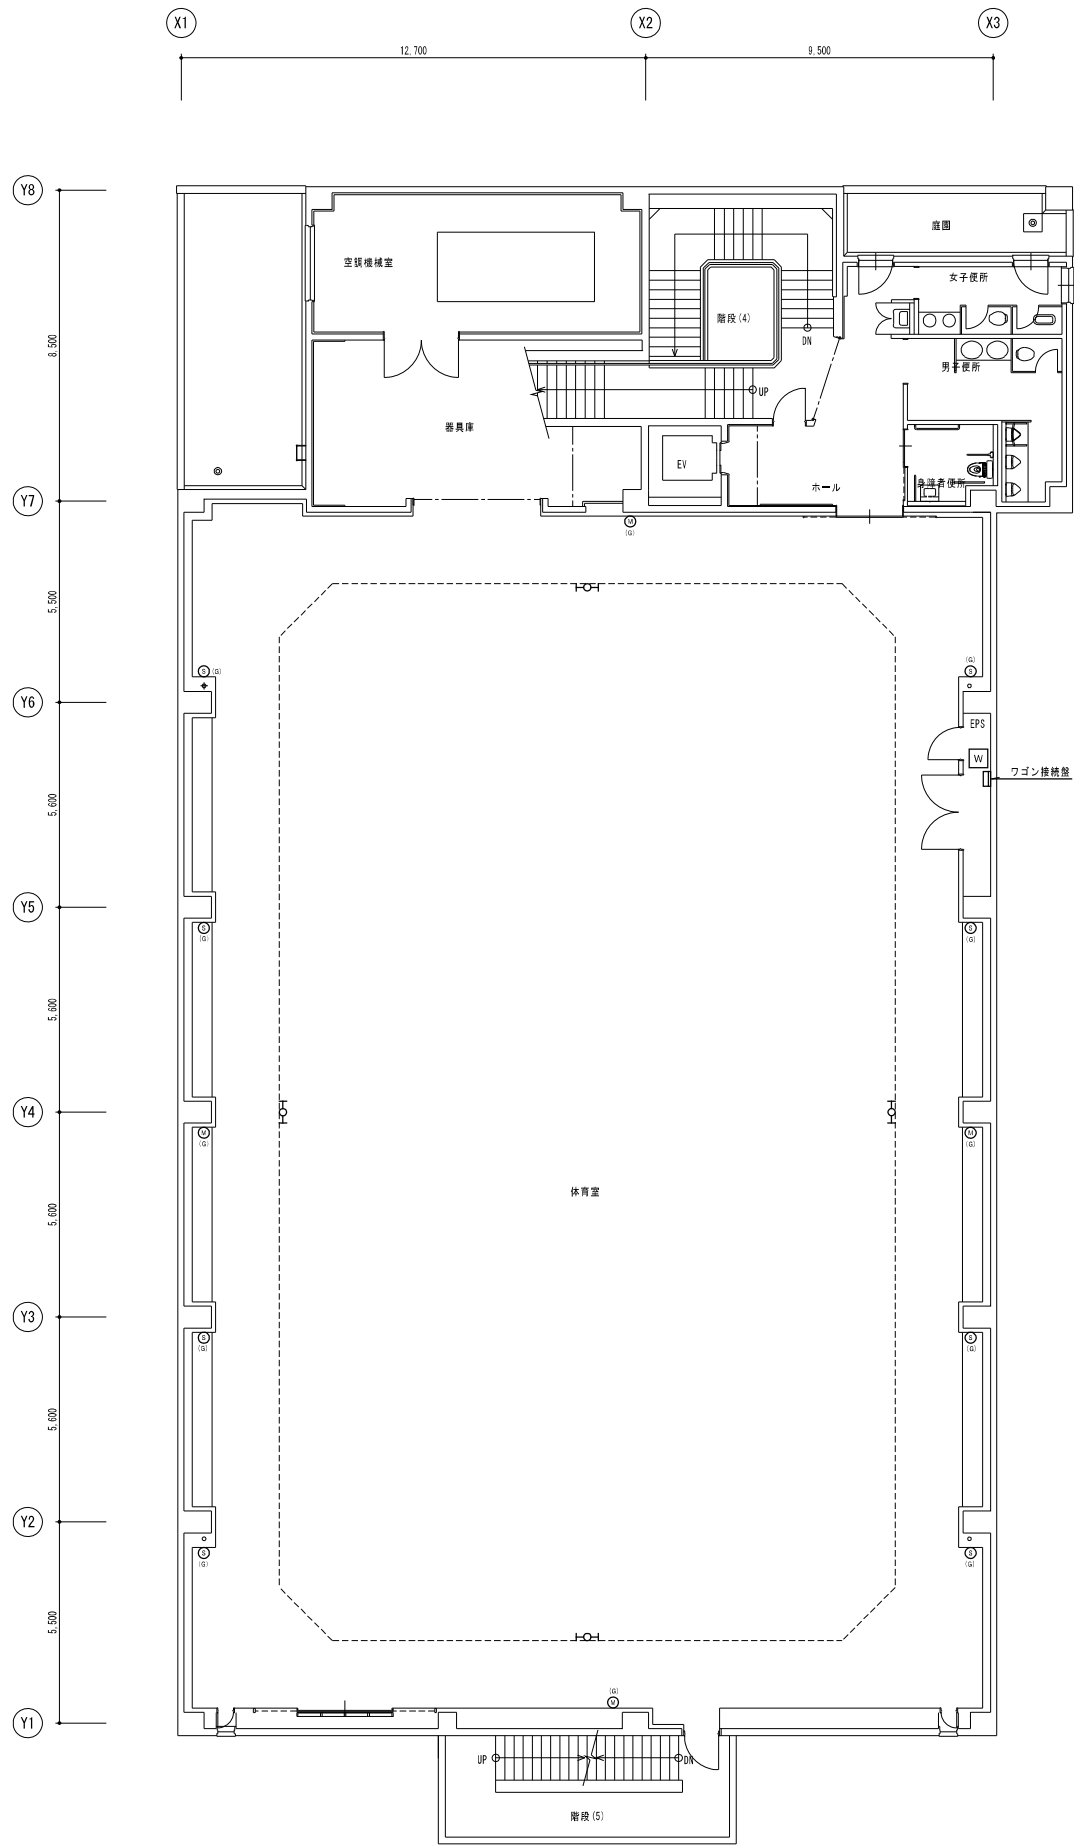 X1
X2
X3
12,700
9,500
Y8
庭園
空調機械室
女子便所
階段(4)
8,500
DN
男子便所
UP
器具庫
EV
身障者便所
ホール
Y7
M
(G)
5,500
S (G)
(G)
S
Y6
EPS
W
ワゴン接続盤
5,600
Y5
S
(G)
S
(G)
5,600
Y4
M
(G)
M
(G)
体育室
5,600
Y3
S
(G)
S
(G)
5,600
Y2
S
(G)
S
(G)
5,500
(G)
M
Y1
UP
DN
階段(5)